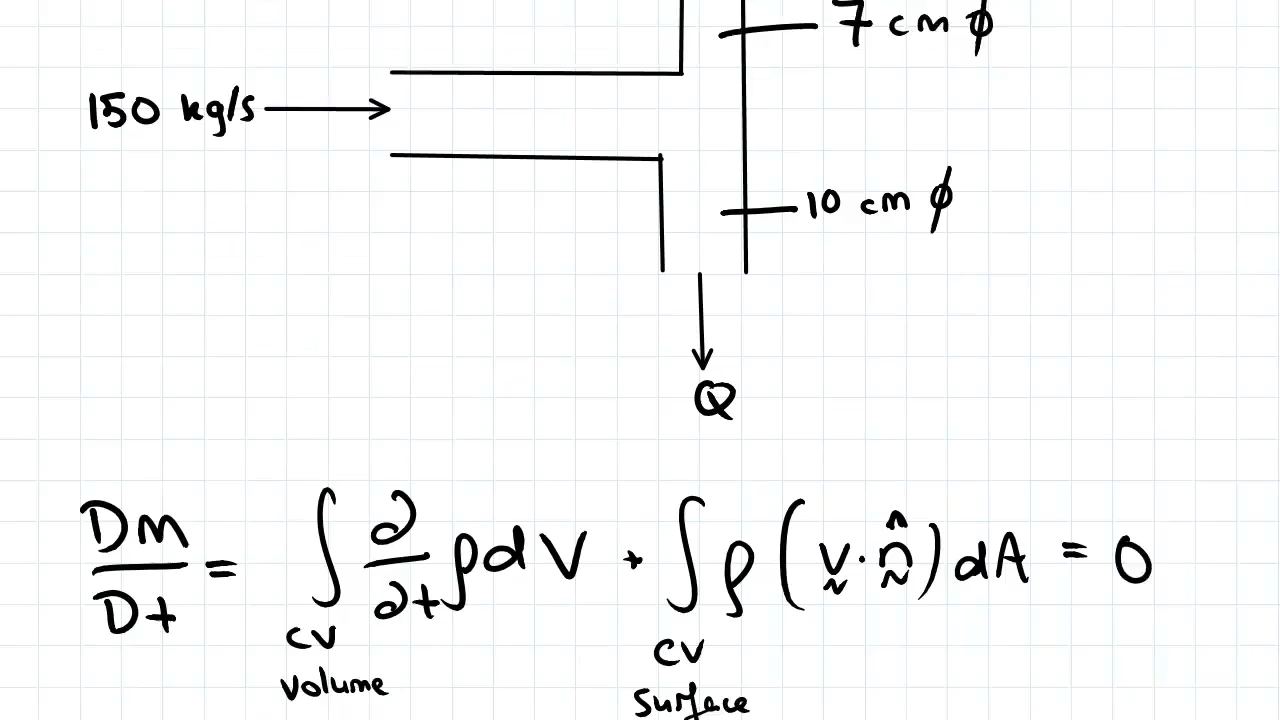 7 cm ϕ
150 kg/s
10 cm ϕ
Q
Dm/Dt = ∫ ∂/∂t ρ dV + ∫ ρ (v · n̂) dA = 0
CV CV
volume surface